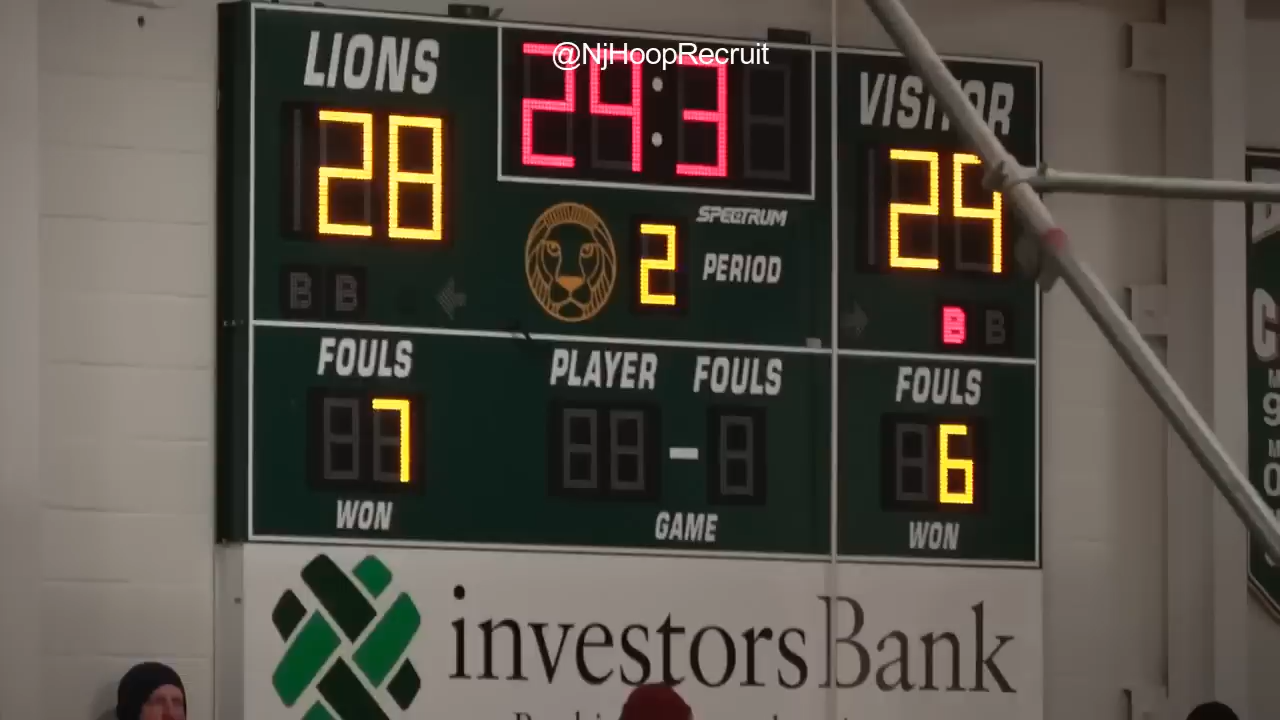 @NjHoopRecruit
LIONS
24:3
VISITOR
28
SPECTRUM
2
PERIOD
B B
B B
FOULS
PLAYER FOULS
FOULS
7
6
WON
GAME
WON
investorsBank